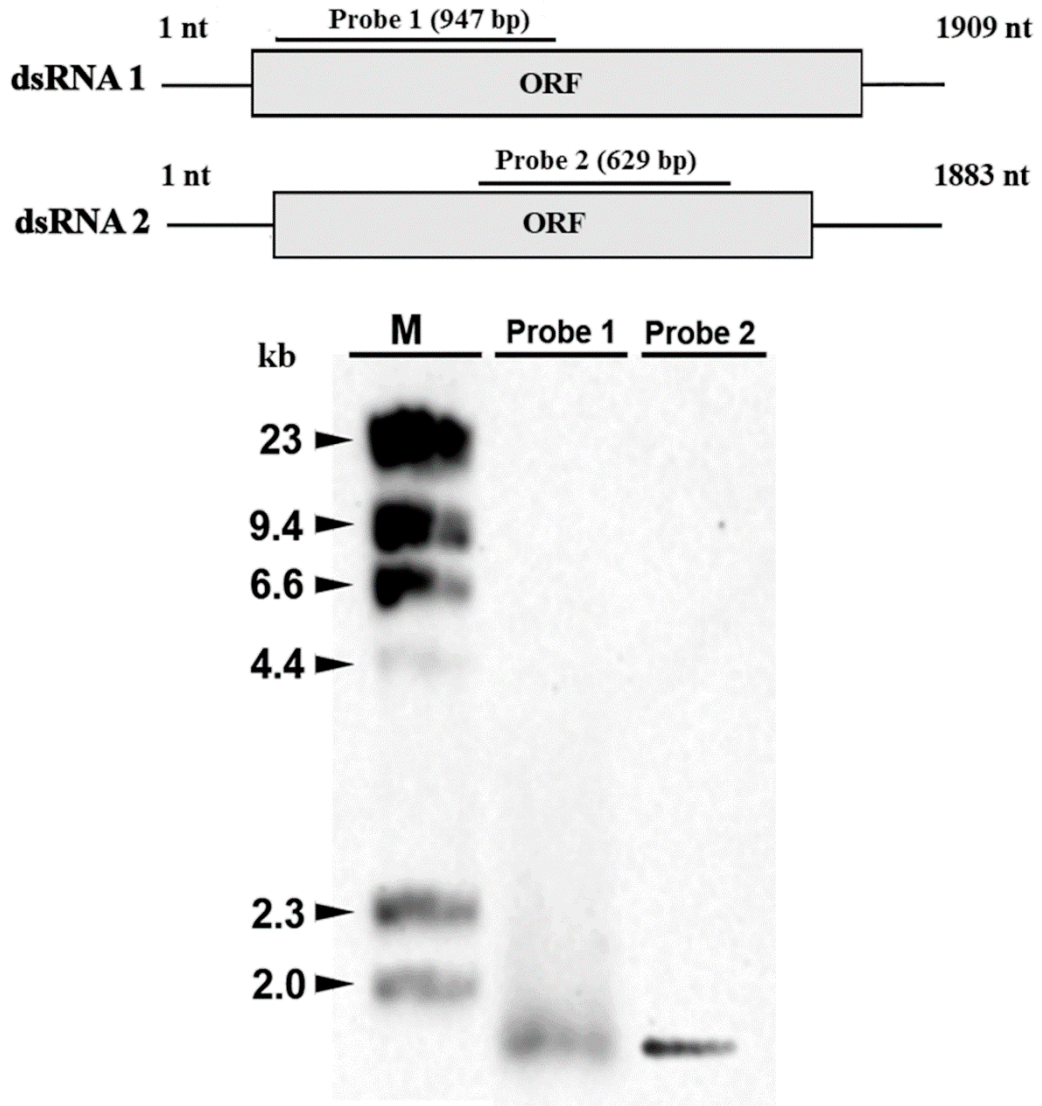 1 nt Probe 1 (947 bp) 1909 nt
dsRNA 1 ORF
1 nt Probe 2 (629 bp) 1883 nt
dsRNA 2 ORF
kb M Probe 1 Probe 2
23
9.4
6.6
4.4
2.3
2.0